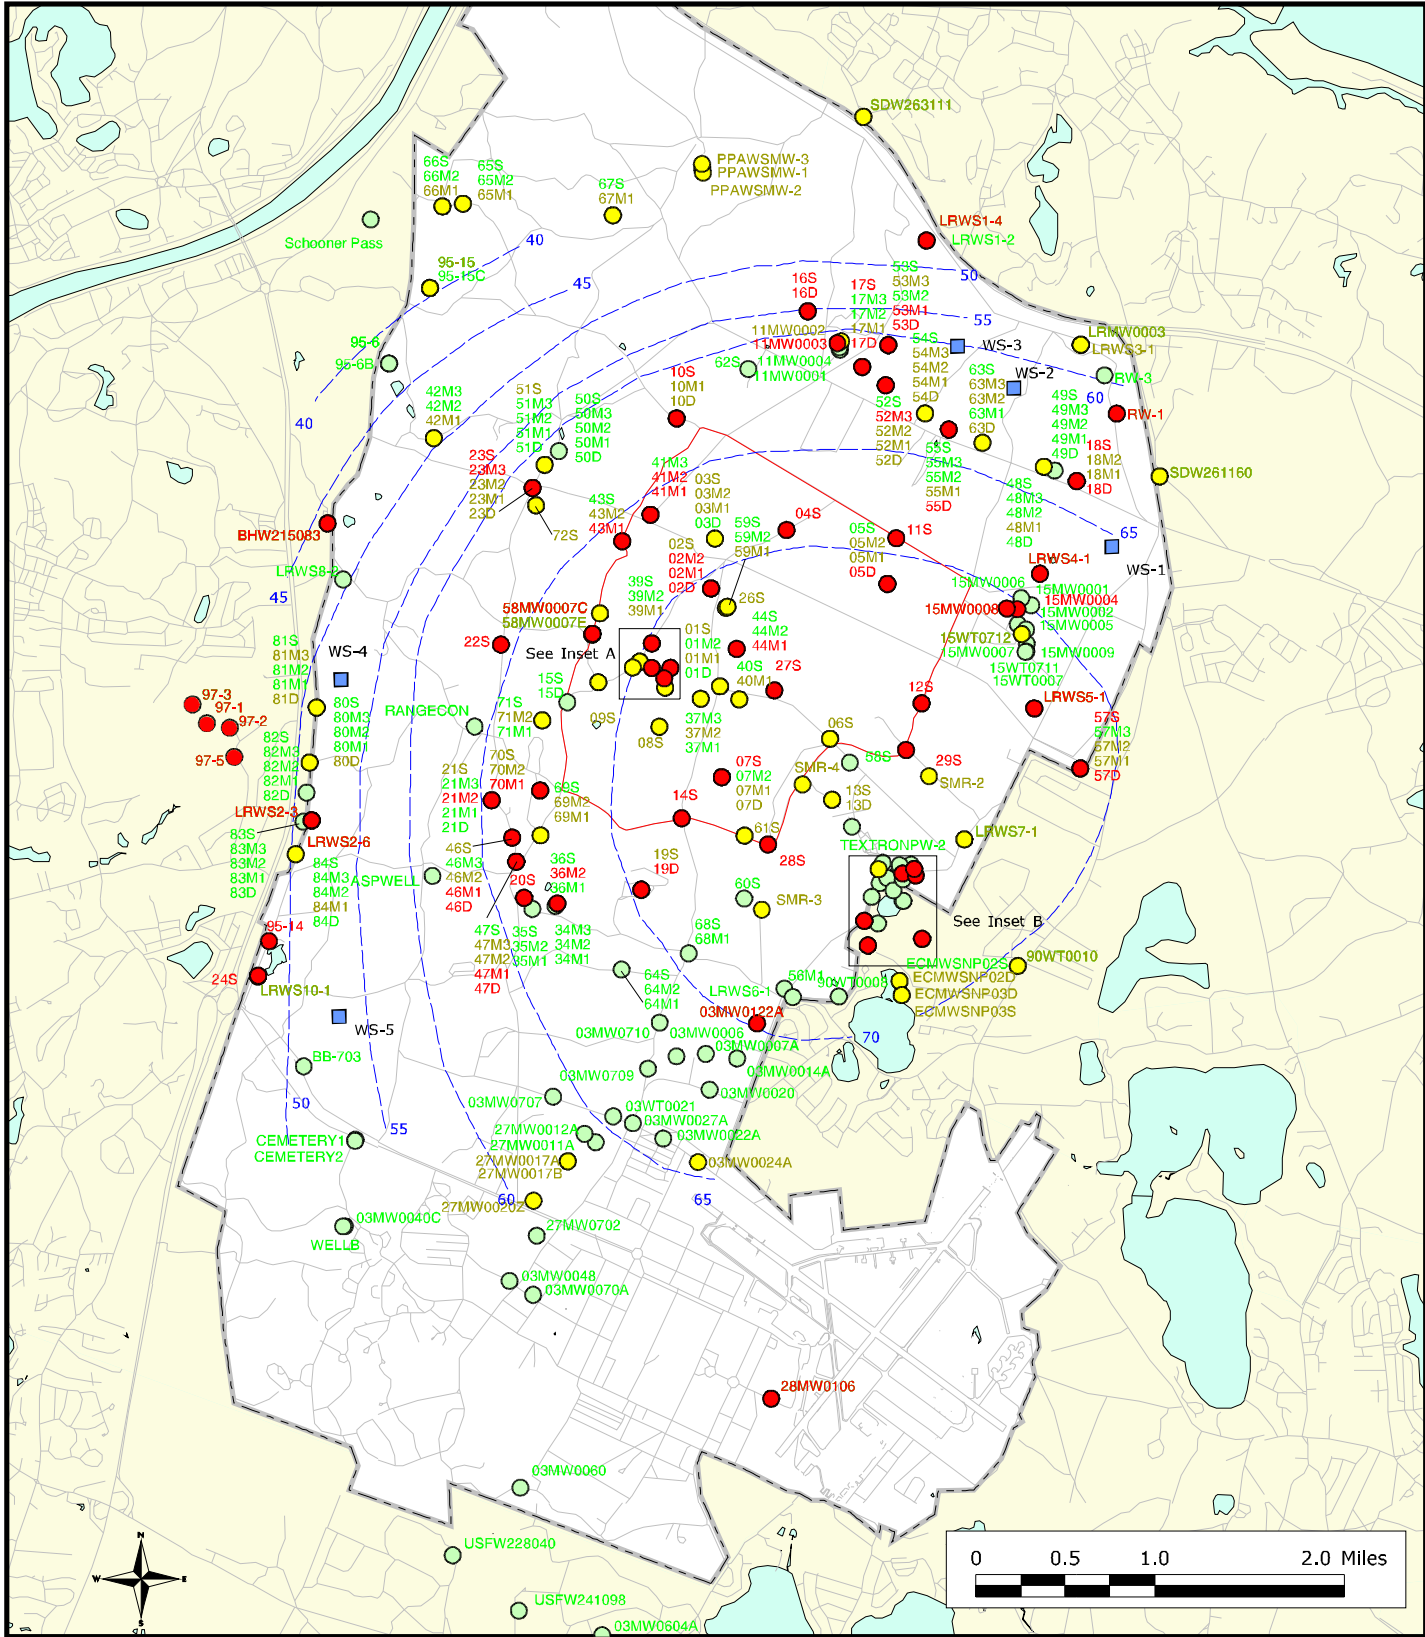 SDW263111
PPAWSMW-3
PPAWSMW-1
PPAWSMW-2
66S
66M2
66M1
65S
65M2
65M1
67S
67M1
Schooner Pass
LRWS1-4
LRWS1-2
40
45
50
55
95-15
95-15C
16S
16D
17S
17M3
17M2
17M1
17D
53S
53M3
53M2
53M1
53D
11MW0002
11MW0003
11MW0004
11MW0001
62S
54S
54M3
54M2
54M1
54D
WS-3
WS-2
LRMW0003
LRWS3-1
RW-3
60
RW-1
95-6
95-6B
40
42M3
42M2
42M1
51S
51M3
51M2
51M1
51D
50S
50M3
50M2
50M1
50D
10S
10M1
10D
52S
52M3
52M2
52M1
52D
63S
63M3
63M2
63M1
63D
49S
49M3
49M2
49M1
49D
18S
18M2
18M1
18D
SDW261160
23S
23M3
23M2
23M1
23D
72S
43S
43M2
43M1
41M3
41M2
41M1
03S
03M2
03M1
03D
04S
55S
55M3
55M2
55M1
55D
48S
48M3
48M2
48M1
48D
65
WS-1
BHW215083
LRWS8-2
45
59S
59M2
59M1
02S
02M2
02M1
02D
05S
05M2
05M1
05D
11S
LRWS4-1
15MW0006
15MW0001
15MW0004
15MW0002
15MW0008
15MW0005
15WT0712
15MW0007
15MW0009
15WT0711
15WT0007
39S
39M2
39M1
26S
58MW0007C
58MW0007E
22S
See Inset A
01S
01M2
01M1
01D
44S
44M2
44M1
40S
40M1
27S
12S
LRWS5-1
81S
81M3
81M2
81M1
81D
WS-4
97-3
97-1
97-2
97-5
80S
80M3
80M2
80M1
80D
82S
82M3
82M2
82M1
82D
RANGECON
71S
71M2
71M1
15S
15D
09S
08S
37M3
37M2
37M1
06S
58S
29S
57S
57M3
57M2
57M1
57D
SMR-4
SMR-2
70S
70M2
70M1
21S
21M3
21M2
21M1
21D
69S
69M2
69M1
07S
07M2
07M1
07D
14S
13S
13D
61S
28S
LRWS7-1
TEXTRONPW-2
LRWS2-3
LRWS2-6
83S
83M3
83M2
83M1
83D
84S
84M3
84M2
84M1
84D
ASPWELL
46S
46M3
46M2
46M1
46D
20S
36S
36M2
36M1
19S
19D
60S
SMR-3
See Inset B
95-14
24S
LRWS10-1
WS-5
47S
47M3
47M2
47M1
47D
35S
35M2
35M1
34M3
34M2
34M1
68S
68M1
64S
64M2
64M1
56M1
LRWS6-1
90WT0008
ECMWSNP02S
ECMWSNP02D
ECMWSNP03D
ECMWSNP03S
90WT0010
03MW0122A
70
BB-703
03MW0710
03MW0006
03MW0007A
03MW0014A
03MW0709
03MW0020
03MW0707
03WT0021
03MW0027A
03MW0022A
50
55
CEMETERY1
CEMETERY2
27MW0012A
27MW0011A
27MW0017A
27MW0017B
03MW0024A
60
65
27MW0020Z
03MW0040C
WELLB
27MW0702
03MW0048
03MW0070A
28MW0106
03MW0060
USFW228040
USFW241098
03MW0604A
N
W
E
S
0 0.5 1.0 2.0 Miles